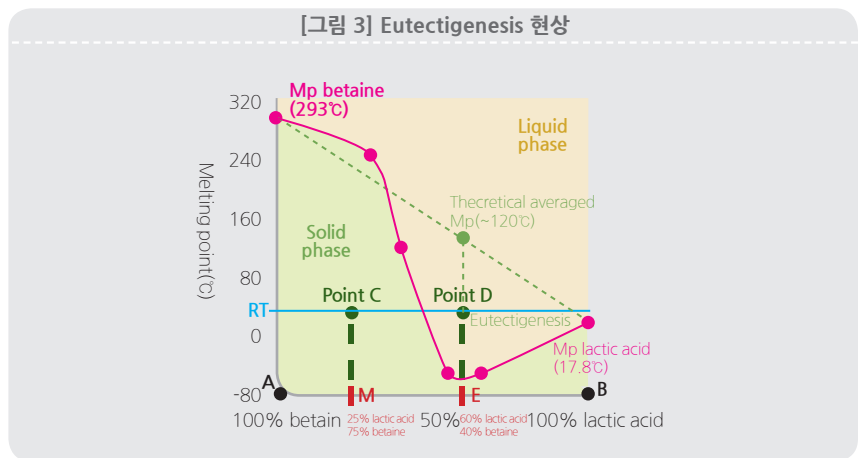 [그림 3] Eutectigenesis 현상
Mp betaine
(293℃)
320
240
160
80
0
-80
Melting point(℃)
Liquid
phase
Thecretical averaged
Mp(~120℃)
Solid
phase
Point C
Point D
RT
Eutectigenesis
Mp lactic acid
(17.8℃)
A
M
E
B
100% betain
25% lactic acid
75% betaine
50%
60% lactic acid
40% betaine
100% lactic acid